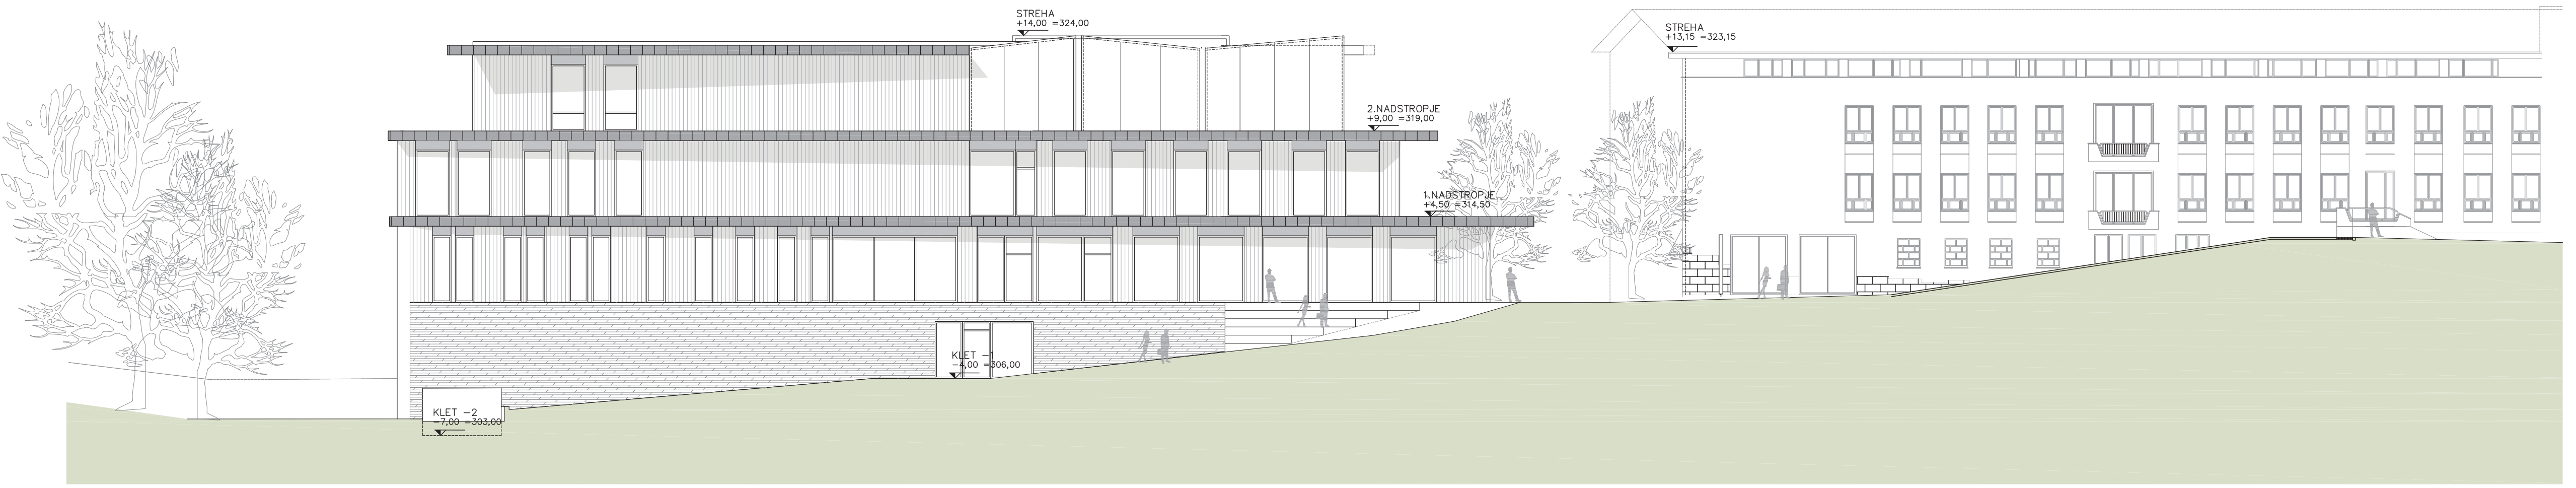 STREHA
+14,00 =324,00
STREHA
+13,15 =323,15
2.NADSTROPJE
+9,00 =319,00
1.NADSTROPJE
+4,50 =314,50
KLET -1
-4,00 =306,00
KLET -2
-7,00 =303,00